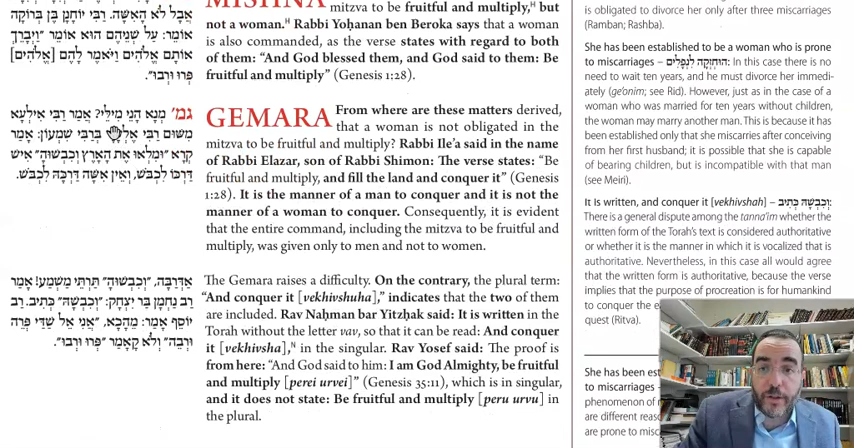 אֲבָל לֹא הָאִשָּׁה. רַבִּי יוֹחָנָן בֶּן בְּרוֹקָה
אוֹמֵר: עַל שְׁנֵיהֶם הוּא אוֹמֵר ״וַיְבָרֶךְ
אוֹתָם אֱלֹהִים וַיֹּאמֶר לָהֶם [אֱלֹהִים]
פְּרוּ וּרְבוּ״.
גמ׳ מְנָא הָנֵי מִילֵּי? אָמַר רַבִּי אִילְעָא
מִשּׁוּם רַבִּי בְּרַבִּי שִׁמְעוֹן: אָמַר
קְרָא ״וּמִלְאוּ אֶת הָאָרֶץ וְכִבְשׁוּהָ״ אִישׁ
דַּרְכּוֹ לְכַבֵּשׁ, וְאֵין אִשָּׁה דַּרְכָּהּ לְכַבֵּשׁ.
אַדְּרַבָּה, ״וְכִבְשׁוּהָ״ תַּרְתֵּי מַשְׁמַע! אָמַר
רַב נַחְמָן בַּר יִצְחָק: ״וְכִבְשָׁהּ״ כְּתִיב. רַב
יוֹסֵף אָמַר: מֵהָכָא, ״אֲנִי אֵל שַׁדַּי פְּרֵה
וּרְבֵה״ וְלֹא קָאָמַר ״פְּרוּ וּרְבוּ״.
MISHNA mitzva to be fruitful and multiply,H but
not a woman.H Rabbi Yoḥanan ben Beroka says that a woman
is also commanded, as the verse states with regard to both
of them: “And God blessed them, and God said to them: Be
fruitful and multiply” (Genesis 1:28).
GEMARA From where are these matters derived,
that a woman is not obligated in the
mitzva to be fruitful and multiply? Rabbi Ile’a said in the name
of Rabbi Elazar, son of Rabbi Shimon: The verse states: “Be
fruitful and multiply, and fill the land and conquer it” (Genesis
1:28). It is the manner of a man to conquer and it is not the
manner of a woman to conquer. Consequently, it is evident
that the entire command, including the mitzva to be fruitful and
multiply, was given only to men and not to women.
The Gemara raises a difficulty. On the contrary, the plural term:
“And conquer it [vekhivshuha],” indicates that the two of them
are included. Rav Naḥman bar Yitzḥak said: It is written in the
Torah without the letter vav, so that it can be read: And conquer
it [vekhivsha],N in the singular. Rav Yosef said: The proof is
from here: “And God said to him: I am God Almighty, be fruitful
and multiply [perei urvei]” (Genesis 35:11), which is in singular,
and it does not state: Be fruitful and multiply [peru urvu] in
the plural.
is obligated to divorce her only after three miscarriages
(Ramban; Rashba).
She has been established to be a woman who is prone
to miscarriages – הוּחְזְקָה לִנְפָלִים: In this case there is no
need to wait ten years, and he must divorce her immedi-
ately (ge’onim; see Rid). However, just as in the case of a
woman who was married for ten years without children,
the woman may marry another man. This is because it has
been established only that she miscarries after conceiving
from her first husband; it is possible that she is capable
of bearing children, but is incompatible with that man
(see Meiri).
It is written, and conquer it [vekhivshah] – וְכִבְשָׁהּ כְּתִיב:
There is a general dispute among the tanna’im whether the
written form of the Torah’s text is considered authoritative
or whether it is the manner in which it is vocalized that is
authoritative. Nevertheless, in this case all would agree
that the written form is authoritative, because the verse
implies that the purpose of procreation is for humankind
to conquer the
quest (Ritva).
She has been
to miscarriages –
phenomenon of
are different
are prone to